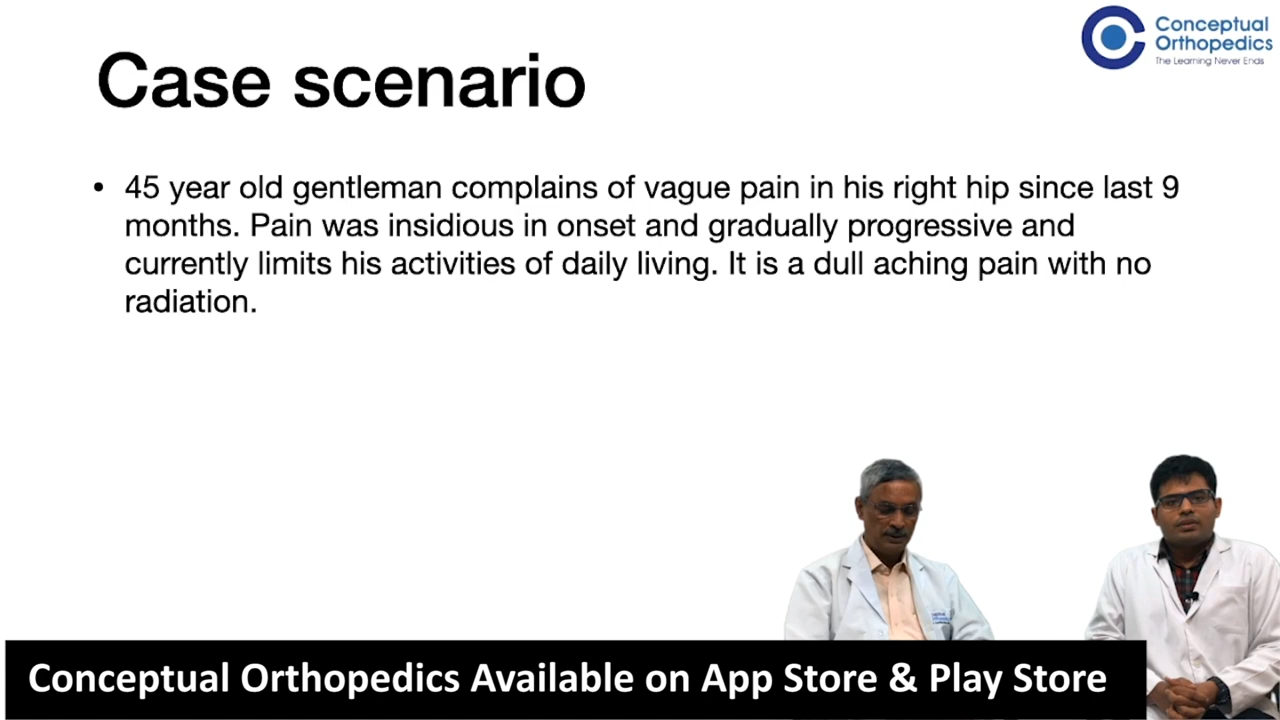 Conceptual
Orthopedics
The Learning Never Ends
Case scenario
• 45 year old gentleman complains of vague pain in his right hip since last 9
months. Pain was insidious in onset and gradually progressive and
currently limits his activities of daily living. It is a dull aching pain with no
radiation.
Conceptual Orthopedics Available on App Store & Play Store